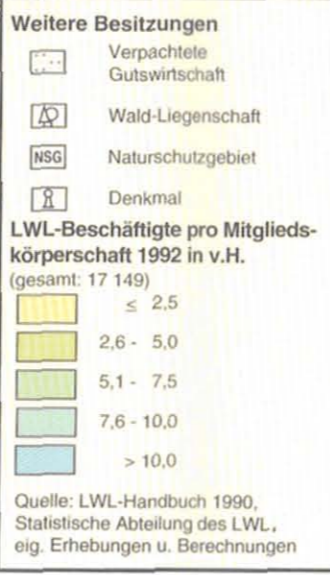 Weitere Besitzungen
Verpachtete
Gutswirtschaft
Wald-Liegenschaft
NSG Naturschutzgebiet
Denkmal
LWL-Beschäftigte pro Mitglieds-
körperschaft 1992 in v.H.
(gesamt: 17 149)
≤ 2,5
2,6 - 5,0
5,1 - 7,5
7,6 - 10,0
> 10,0
Quelle: LWL-Handbuch 1990,
Statistische Abteilung des LWL,
eig. Erhebungen u. Berechnungen